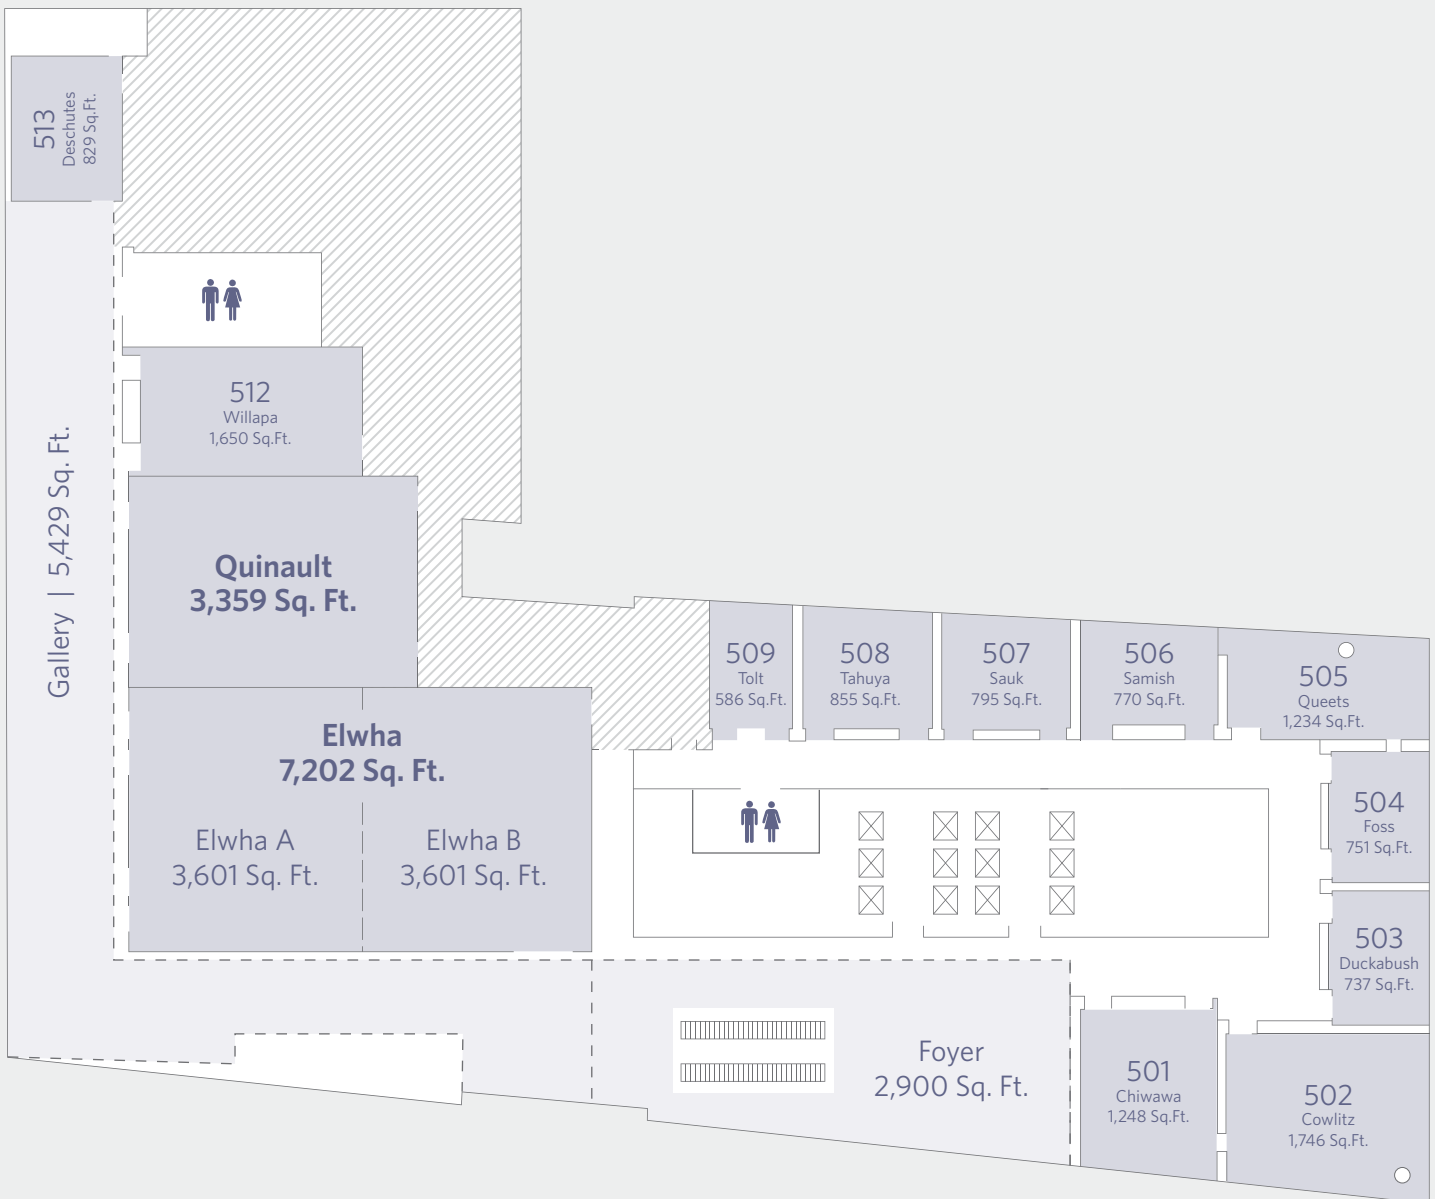 513
Deschutes
829 Sq.Ft.
512
Willapa
1,650 Sq.Ft.
Gallery | 5,429 Sq. Ft.
Quinault
3,359 Sq. Ft.
Elwha
7,202 Sq. Ft.
Elwha A
3,601 Sq. Ft.
Elwha B
3,601 Sq. Ft.
509
Tolt
586 Sq.Ft.
508
Tahuya
855 Sq.Ft.
507
Sauk
795 Sq.Ft.
506
Samish
770 Sq.Ft.
505
Queets
1,234 Sq.Ft.
504
Foss
751 Sq.Ft.
503
Duckabush
737 Sq.Ft.
Foyer
2,900 Sq. Ft.
501
Chiwawa
1,248 Sq.Ft.
502
Cowlitz
1,746 Sq.Ft.